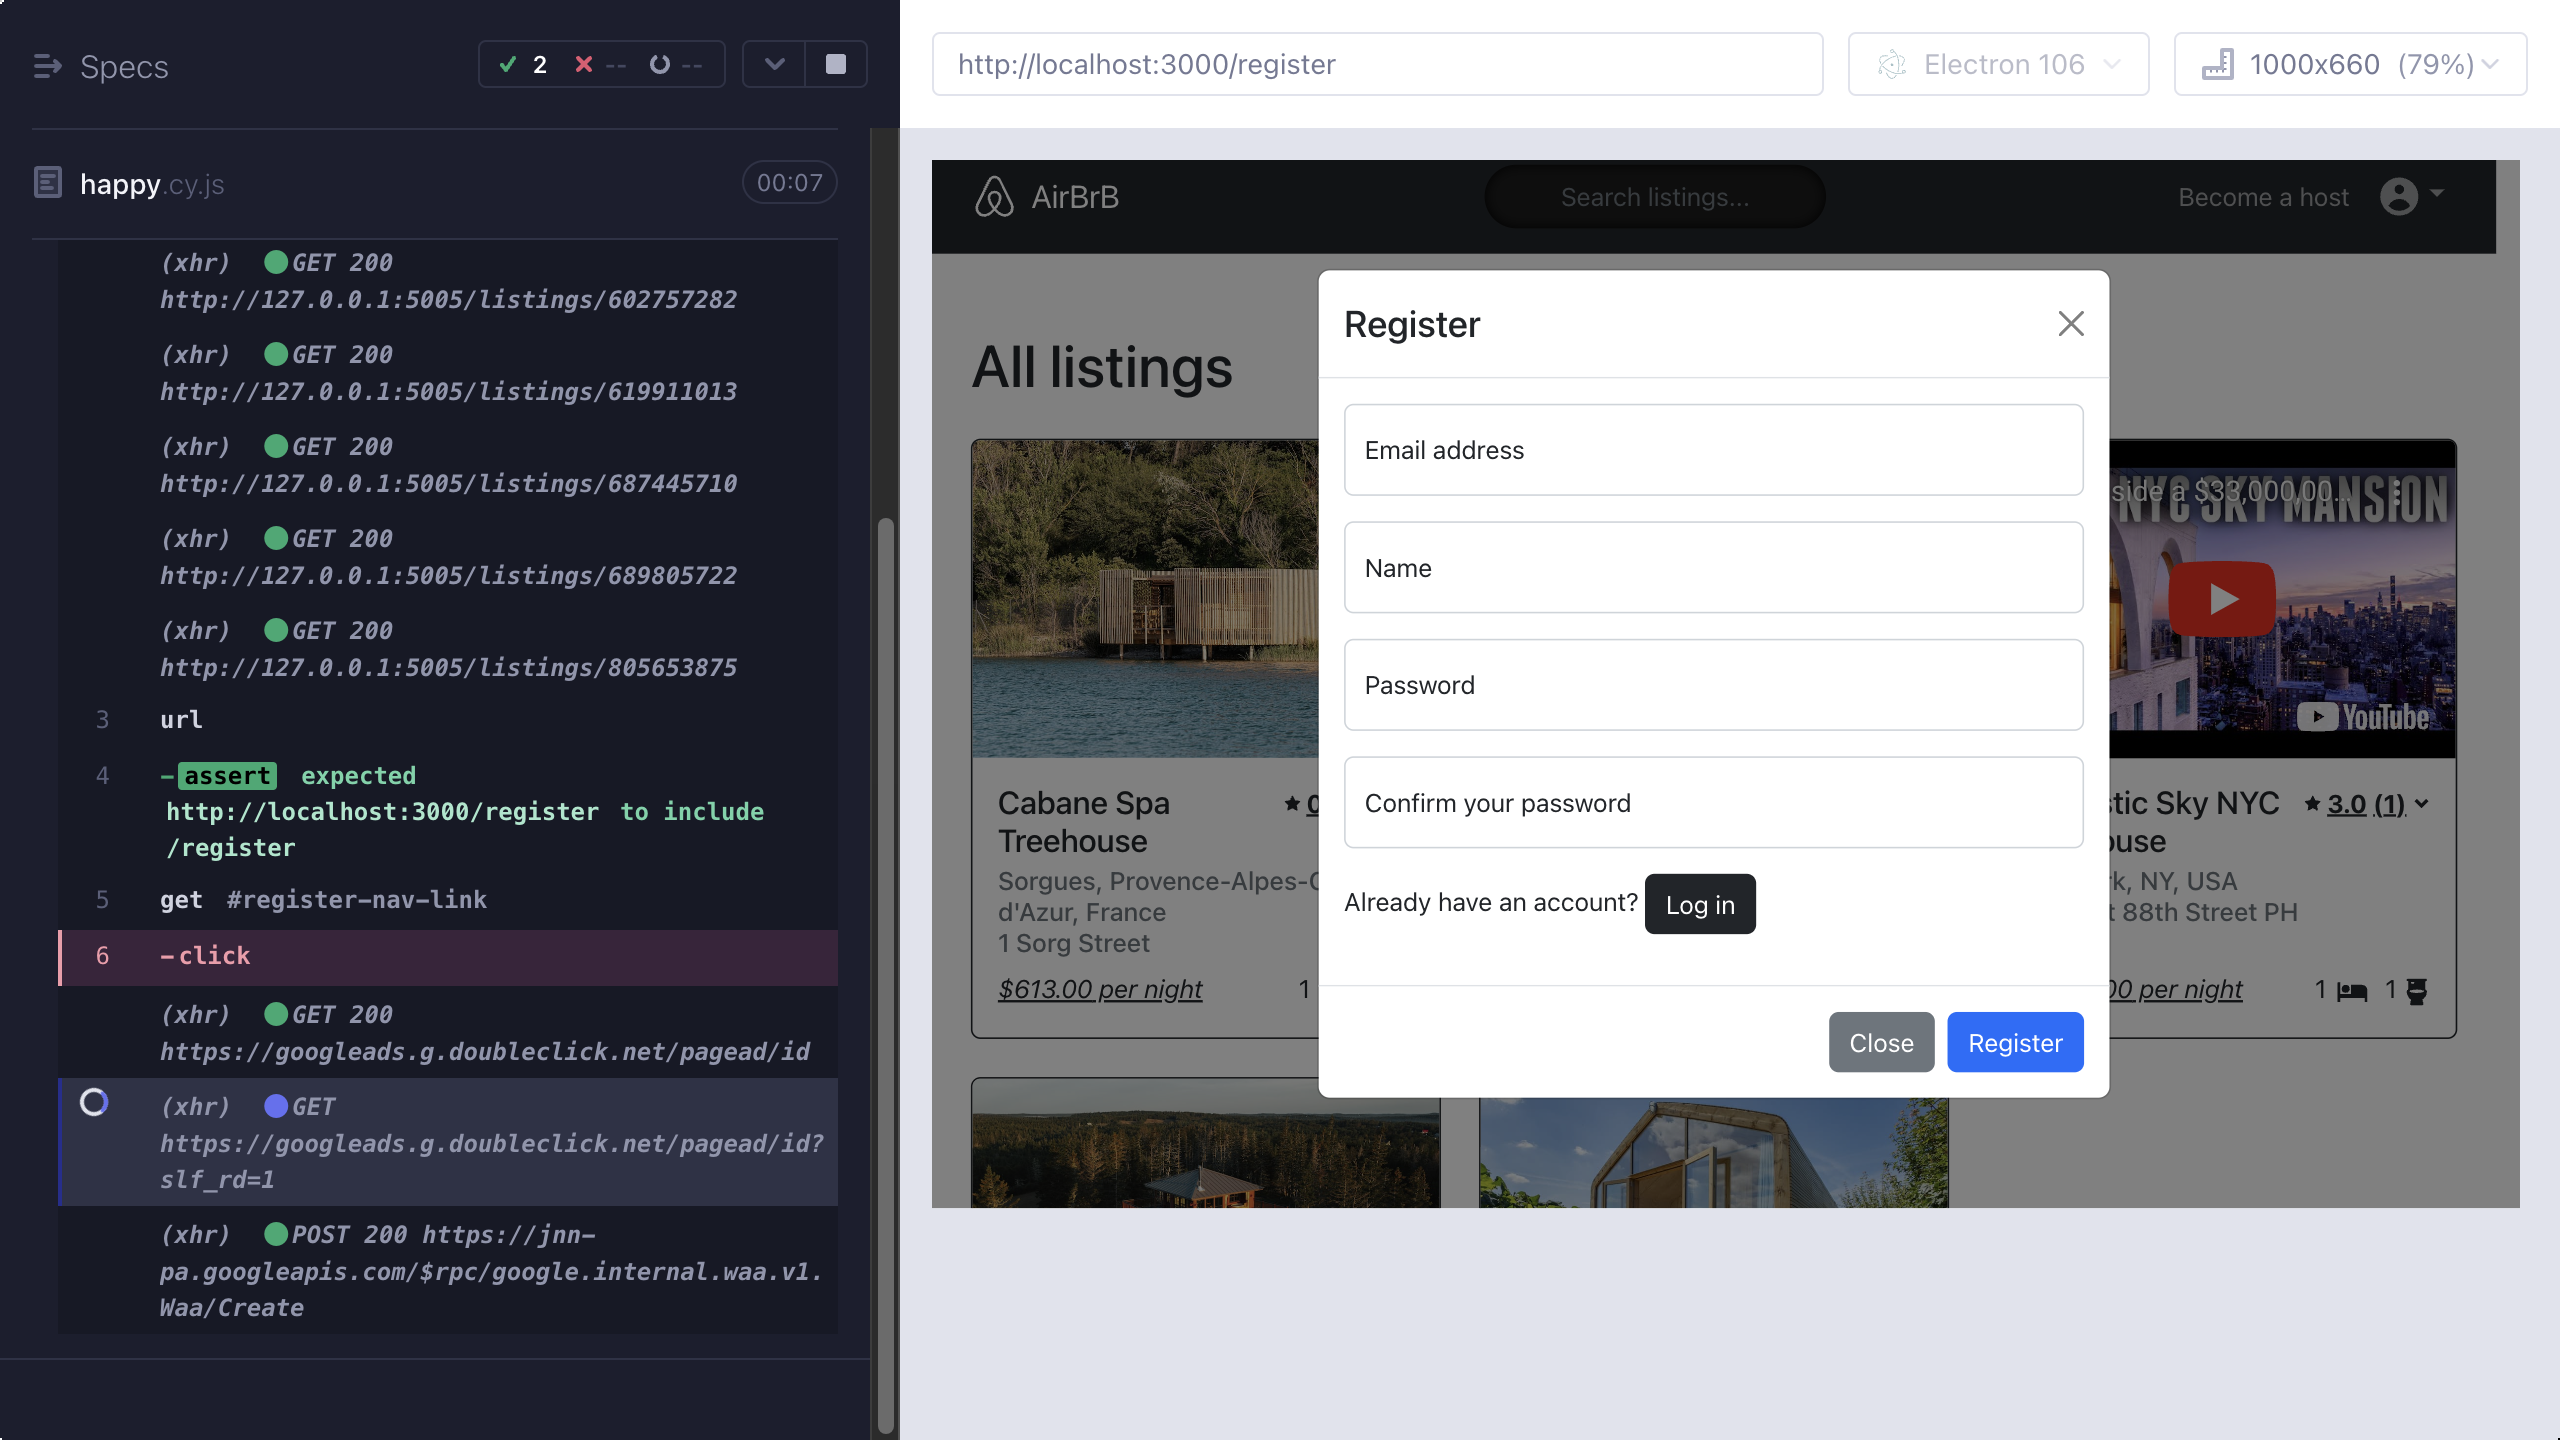 Specs
2
--
--
happy.cy.js
00:07
(xhr) GET 200
http://127.0.0.1:5005/listings/602757282
(xhr) GET 200
http://127.0.0.1:5005/listings/619911013
(xhr) GET 200
http://127.0.0.1:5005/listings/687445710
(xhr) GET 200
http://127.0.0.1:5005/listings/689805722
(xhr) GET 200
http://127.0.0.1:5005/listings/805653875
3 url
4 -assert expected
http://localhost:3000/register to include
/register
5 get #register-nav-link
6 -click
(xhr) GET 200
https://googleads.g.doubleclick.net/pagead/id
(xhr) GET
https://googleads.g.doubleclick.net/pagead/id?
slf_rd=1
(xhr) POST 200 https://jnn-
pa.googleapis.com/$rpc/google.internal.waa.v1.
Waa/Create
http://localhost:3000/register
Electron 106
1000x660 (79%)
AirBrB
Search listings...
Become a host
All listings
Register
Email address
Name
Password
Confirm your password
Already have an account? Log in
Close
Register
Cabane Spa
Treehouse
Sorgues, Provence-Alpes-C
d'Azur, France
1 Sorg Street
$613.00 per night
1
side a $33,000,00...
NYC SKY MANSION
YouTube
stic Sky NYC
3.0 (1)
ouse
rk, NY, USA
t 88th Street PH
00 per night
1
1